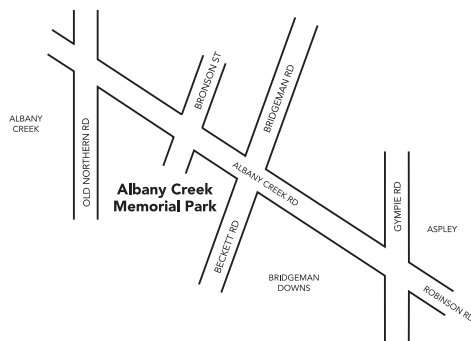 BRONSON ST
BRIDGEMAN RD
ALBANY
CREEK
OLD NORTHERN RD
ALBANY CREEK RD
Albany Creek
Memorial Park
GYMPIE RD
ASPLEY
BECKETT RD
BRIDGEMAN
DOWNS
ROBINSON RD